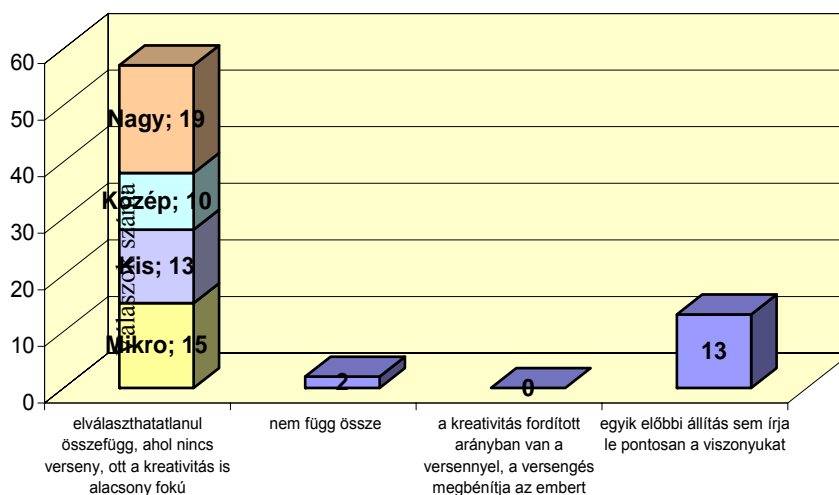 60
50
40
30
20
10
0
Nagy; 19
Közép; 10
Kis; 13
Mikro; 15
2
0
13
elválaszthatatlanul
összefügg, ahol nincs
verseny, ott a kreativitás is
alacsony fokú
nem függ össze
a kreativitás fordított
arányban van a
versennyel, a versengés
megbénítja az embert
egyik előbbi állítás sem írja
le pontosan a viszonyukat
száma